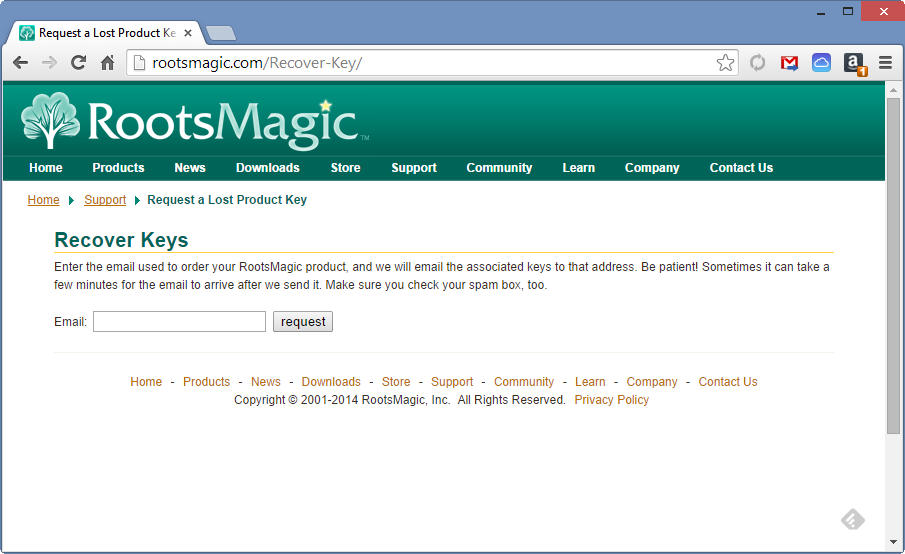 Request a Lost Product Ke
rootsmagic.com/Recover-Key/
a 1
RootsMagic™
Home Products News Downloads Store Support Community Learn Company Contact Us
Home Support Request a Lost Product Key
Recover Keys
Enter the email used to order your RootsMagic product, and we will email the associated keys to that address. Be patient! Sometimes it can take a
few minutes for the email to arrive after we send it. Make sure you check your spam box, too.
Email: request
Home - Products - News - Downloads - Store - Support - Community - Learn - Company - Contact Us
Copyright © 2001-2014 RootsMagic, Inc. All Rights Reserved. Privacy Policy